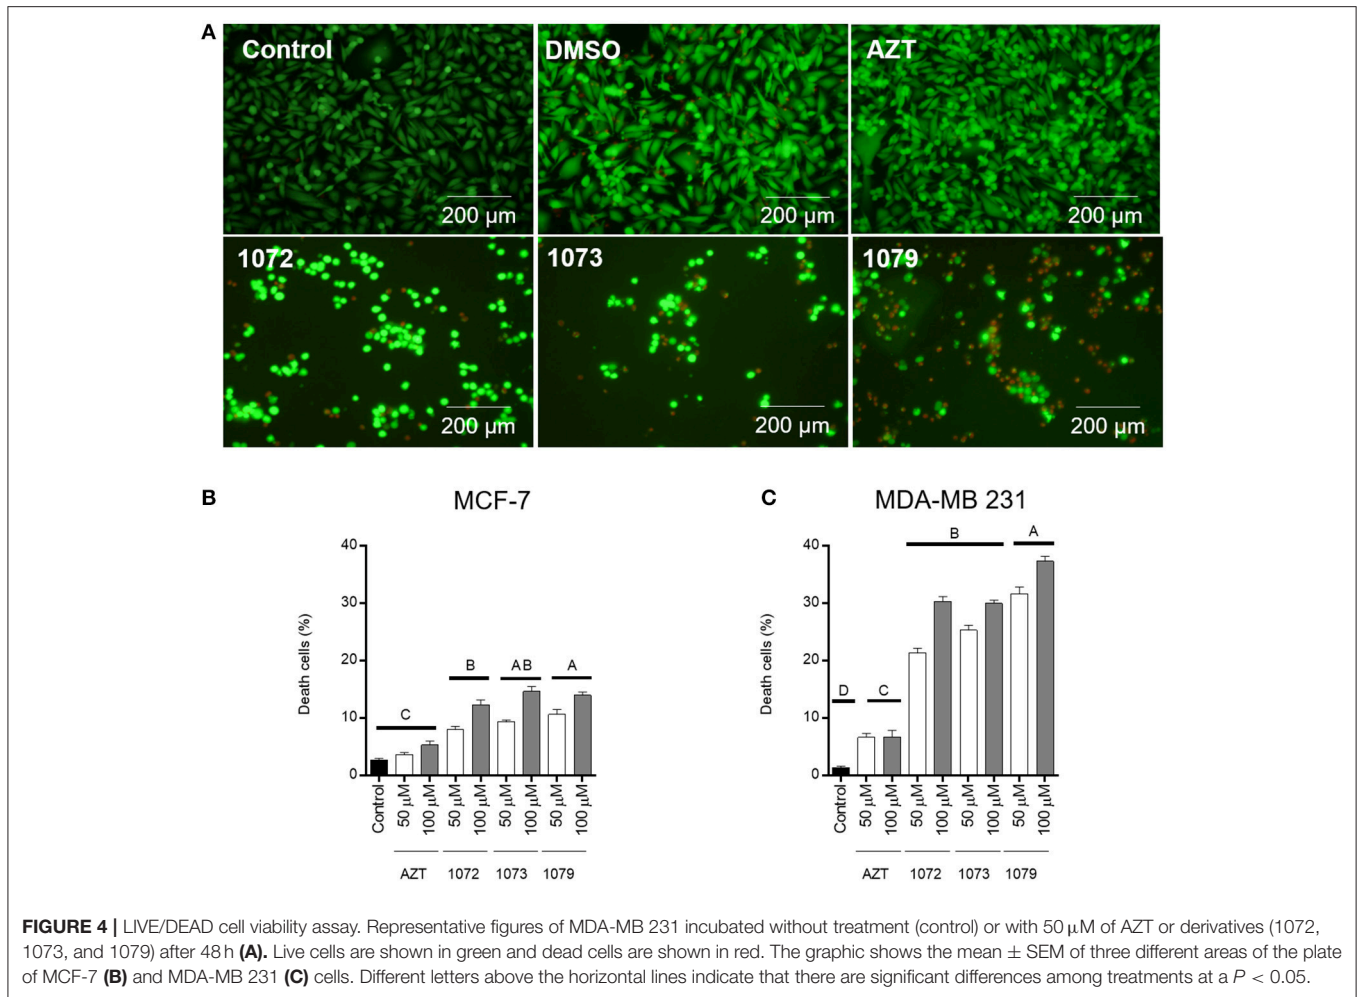 A
Control
DMSO
AZT
200 µm
200 µm
200 µm
1072
1073
1079
200 µm
200 µm
200 µm
B
MCF-7
Death cells (%)
40
30
20
10
0
C
B
AB
A
Control
50 µM
100 µM
50 µM
100 µM
50 µM
100 µM
50 µM
100 µM
AZT
1072
1073
1079
C
MDA-MB 231
Death cells (%)
40
30
20
10
0
D
C
B
A
Control
50 µM
100 µM
50 µM
100 µM
50 µM
100 µM
50 µM
100 µM
AZT
1072
1073
1079
FIGURE 4 | LIVE/DEAD cell viability assay. Representative figures of MDA-MB 231 incubated without treatment (control) or with 50 µM of AZT or derivatives (1072,
1073, and 1079) after 48 h (A). Live cells are shown in green and dead cells are shown in red. The graphic shows the mean ± SEM of three different areas of the plate
of MCF-7 (B) and MDA-MB 231 (C) cells. Different letters above the horizontal lines indicate that there are significant differences among treatments at a P < 0.05.